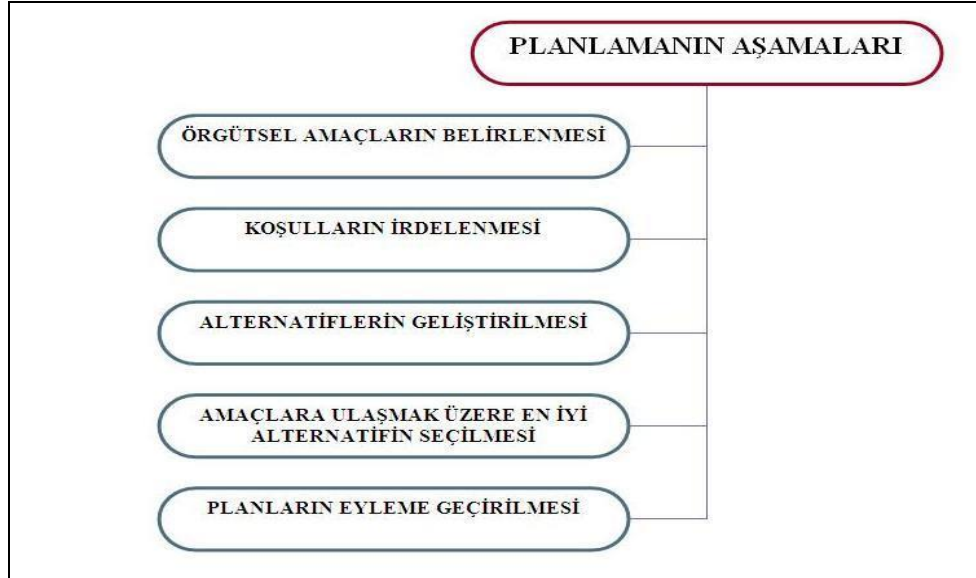 PLANLAMANIN AŞAMALARI
ÖRGÜTSEL AMAÇLARIN BELİRLENMESİ
KOŞULLARIN İRDELENMESİ
ALTERNATİFLERİN GELİŞTİRİLMESİ
AMAÇLARA ULAŞMAK ÜZERE EN İYİ
ALTERNATİFİN SEÇİLMESİ
PLANLARIN EYLEME GEÇİRİLMESİ